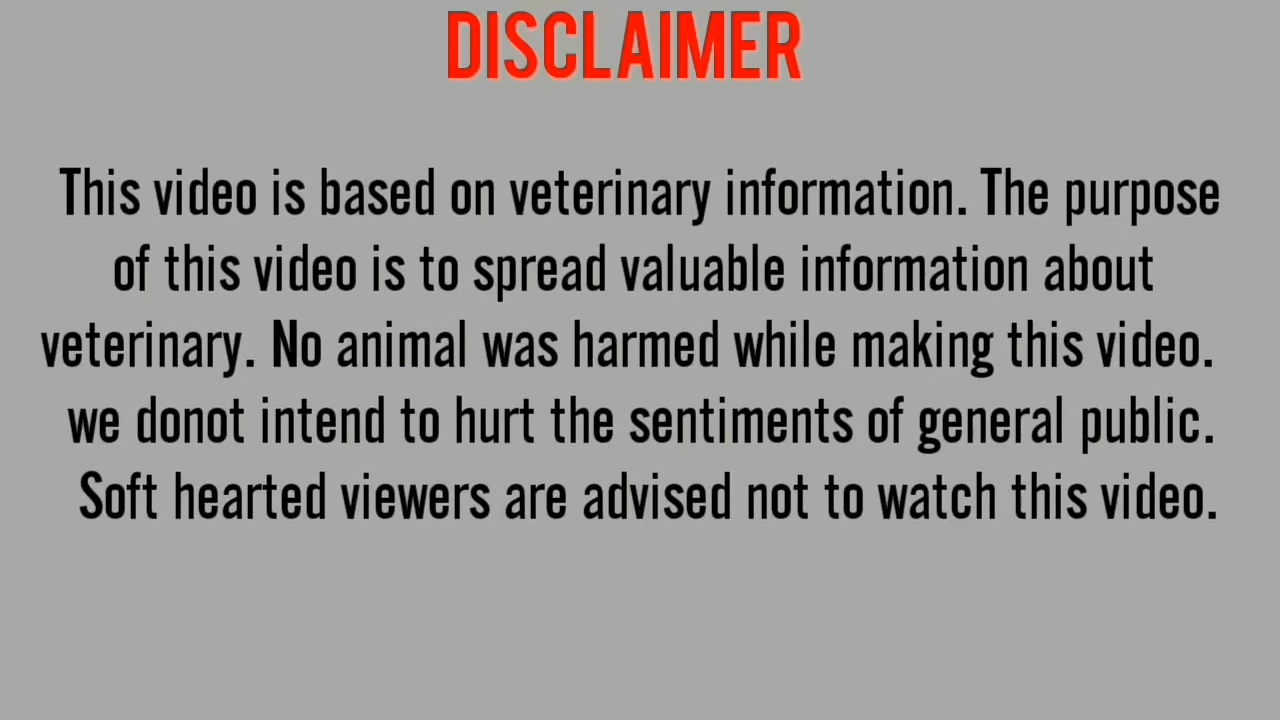 DISCLAIMER
This video is based on veterinary information. The purpose
of this video is to spread valuable information about
veterinary. No animal was harmed while making this video.
we donot intend to hurt the sentiments of general public.
Soft hearted viewers are advised not to watch this video.